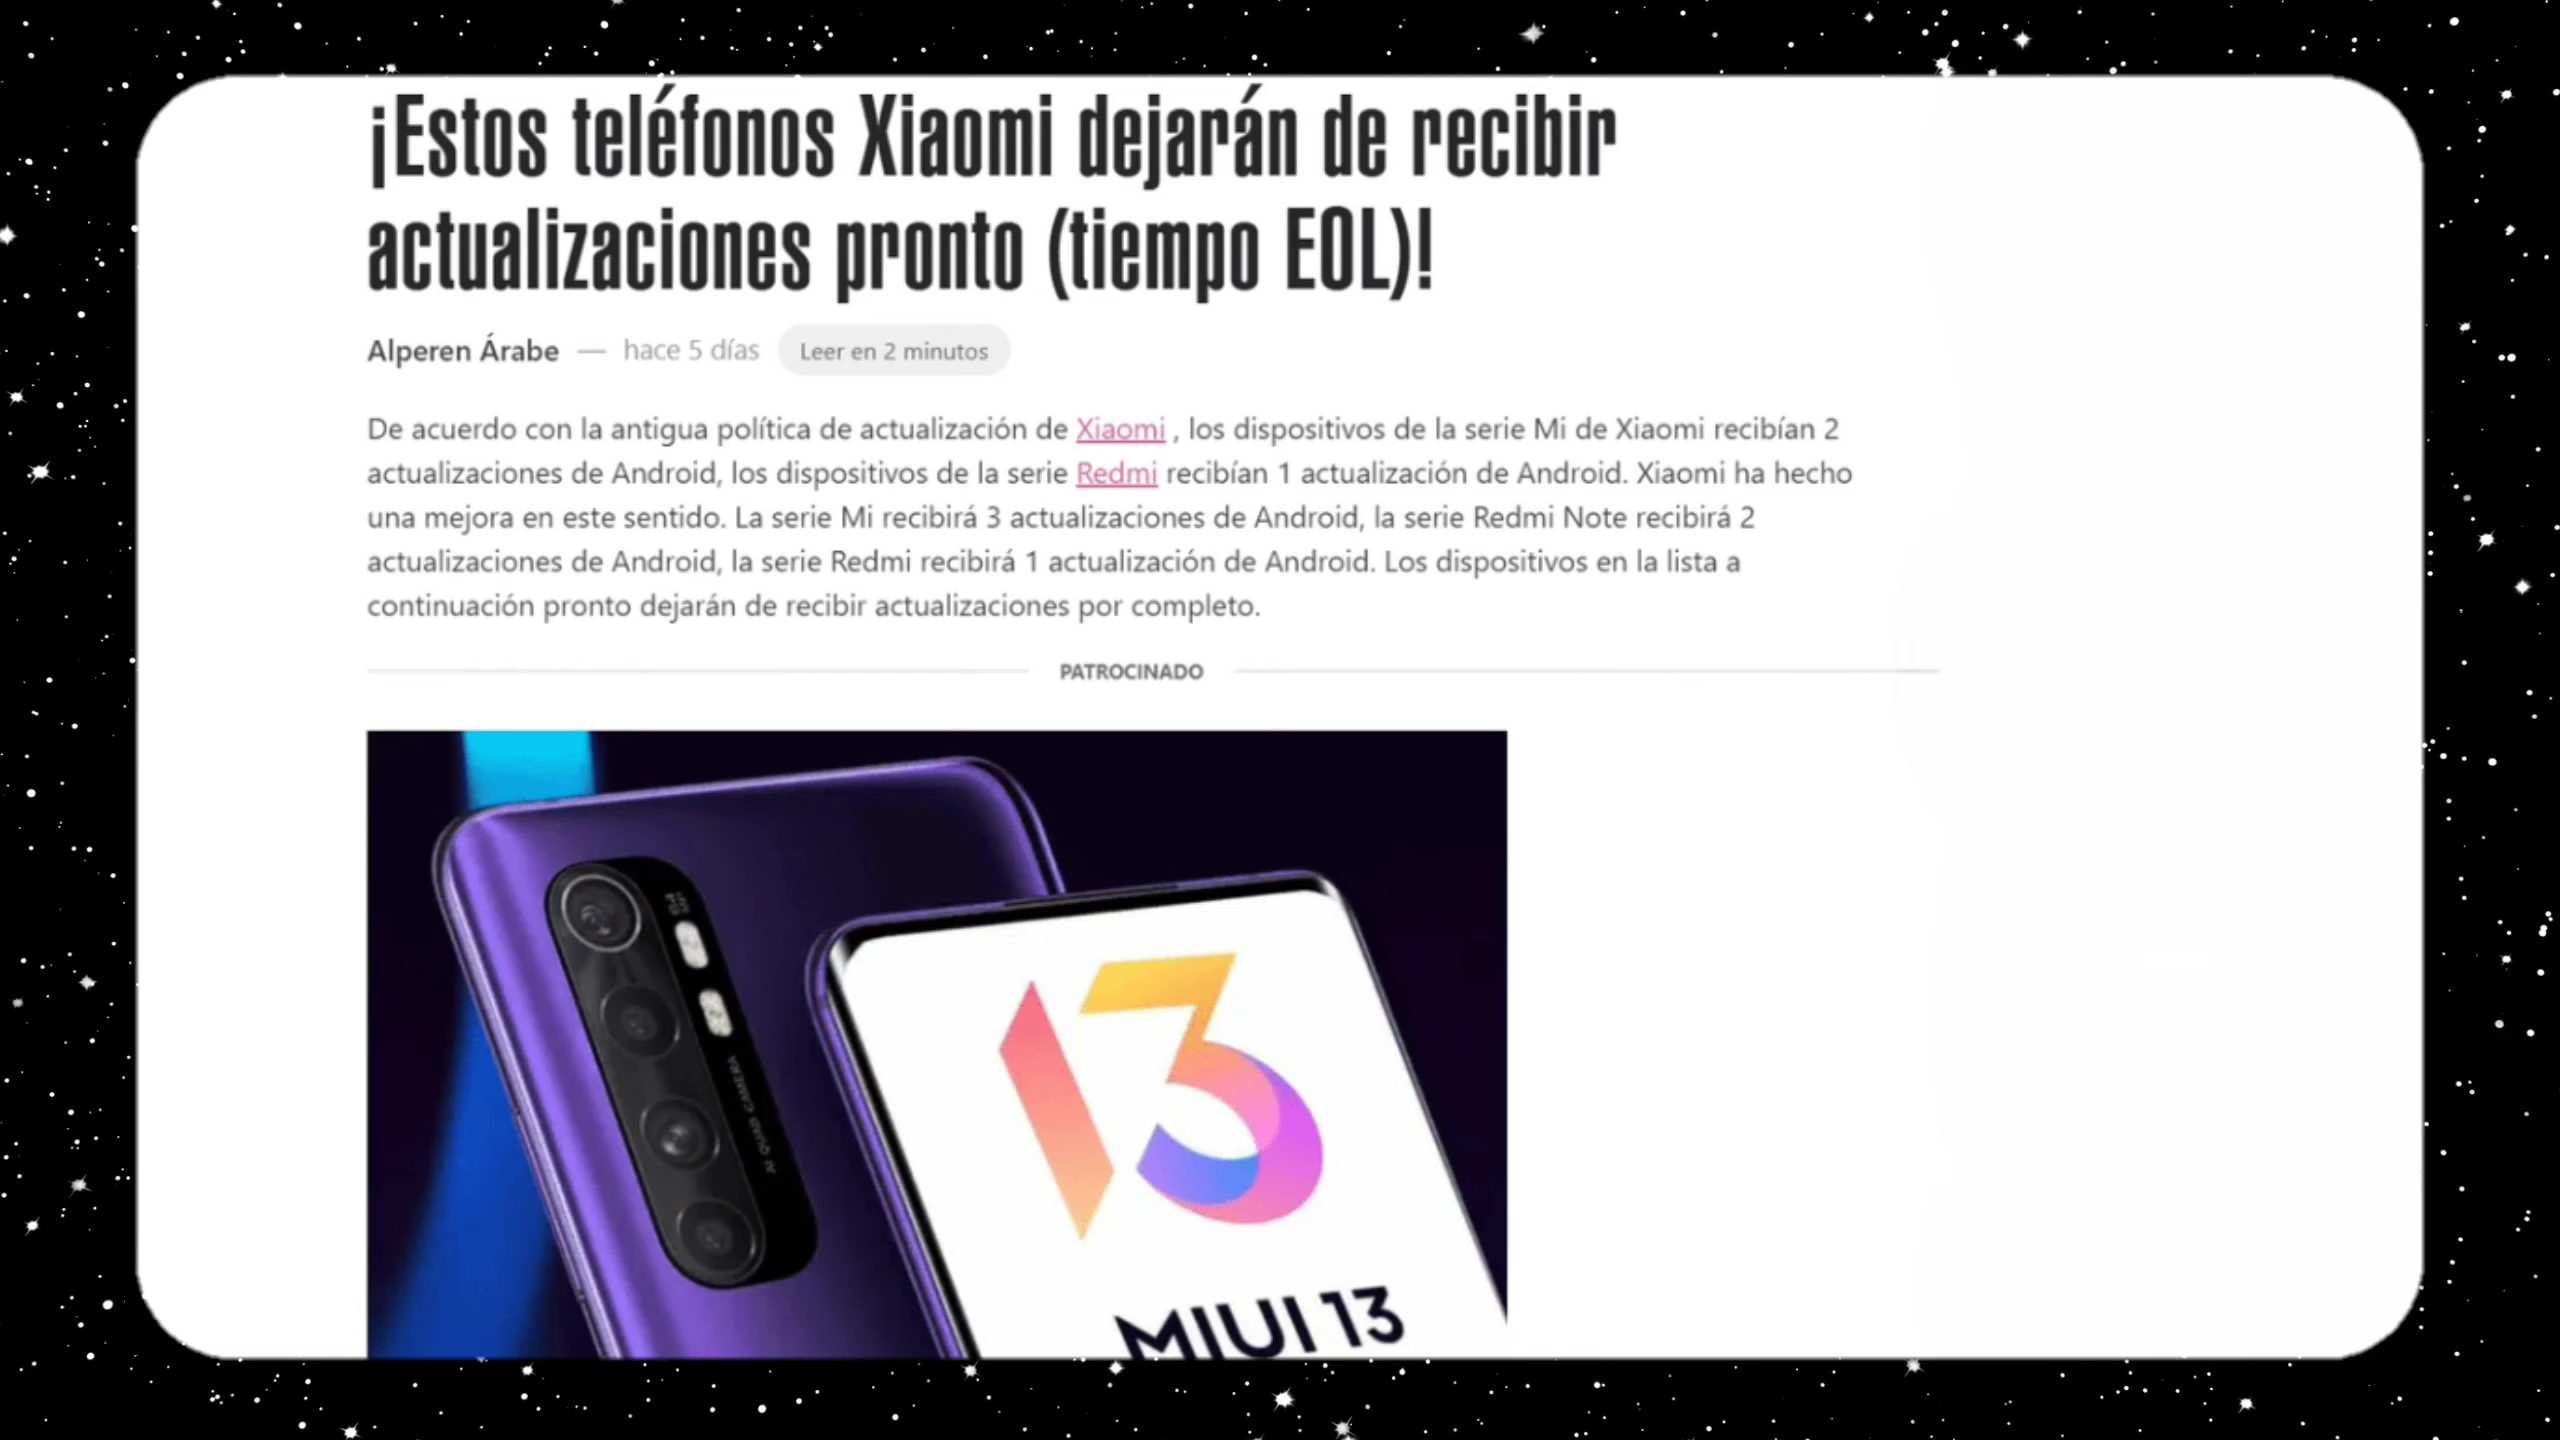 ¡Estos teléfonos Xiaomi dejarán de recibir
actualizaciones pronto (tiempo EOL)!
Alperen Árabe — hace 5 días Leer en 2 minutos
De acuerdo con la antigua política de actualización de Xiaomi , los dispositivos de la serie Mi de Xiaomi recibían 2
actualizaciones de Android, los dispositivos de la serie Redmi recibían 1 actualización de Android. Xiaomi ha hecho
una mejora en este sentido. La serie Mi recibirá 3 actualizaciones de Android, la serie Redmi Note recibirá 2
actualizaciones de Android, la serie Redmi recibirá 1 actualización de Android. Los dispositivos en la lista a
continuación pronto dejarán de recibir actualizaciones por completo.
PATROCINADO
AI QUAD CAMERA
13
MIUI 13